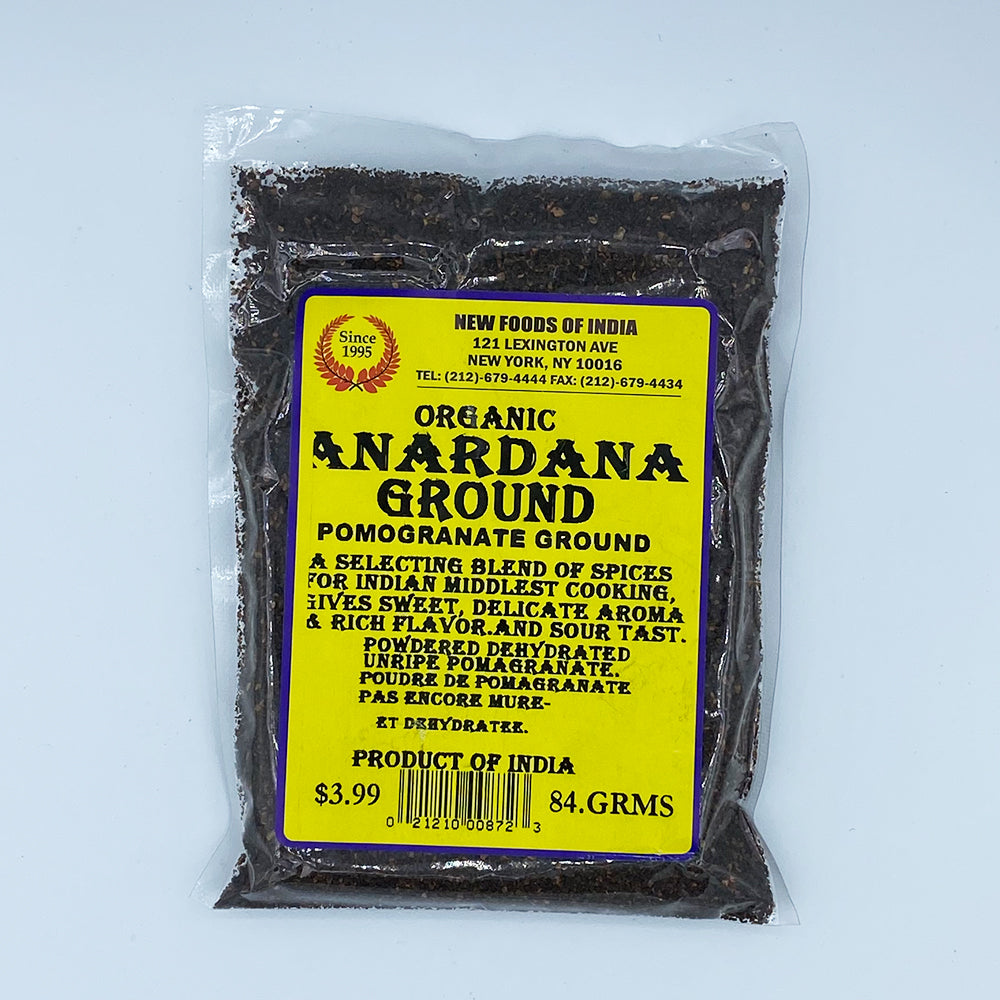 Since
1995
NEW FOODS OF INDIA
121 LEXINGTON AVE
NEW YORK, NY 10016
TEL: (212)-679-4444 FAX: (212)-679-4434
ORGANIC
ANARDANA
GROUND
POMOGRANATE GROUND
A SELECTING BLEND OF SPICES
FOR INDIAN MIDDLEST COOKING,
GIVES SWEET, DELICATE AROMA
& RICH FLAVOR.AND SOUR TAST.
POWDERED DEHYDRATED
UNRIPE POMAGRANATE.
POUDRE DE POMAGRANATE
PAS ENCORE MURE-
ET DEHYDRATEE.
PRODUCT OF INDIA
$3.99
84.GRMS
0 21210 00872 3